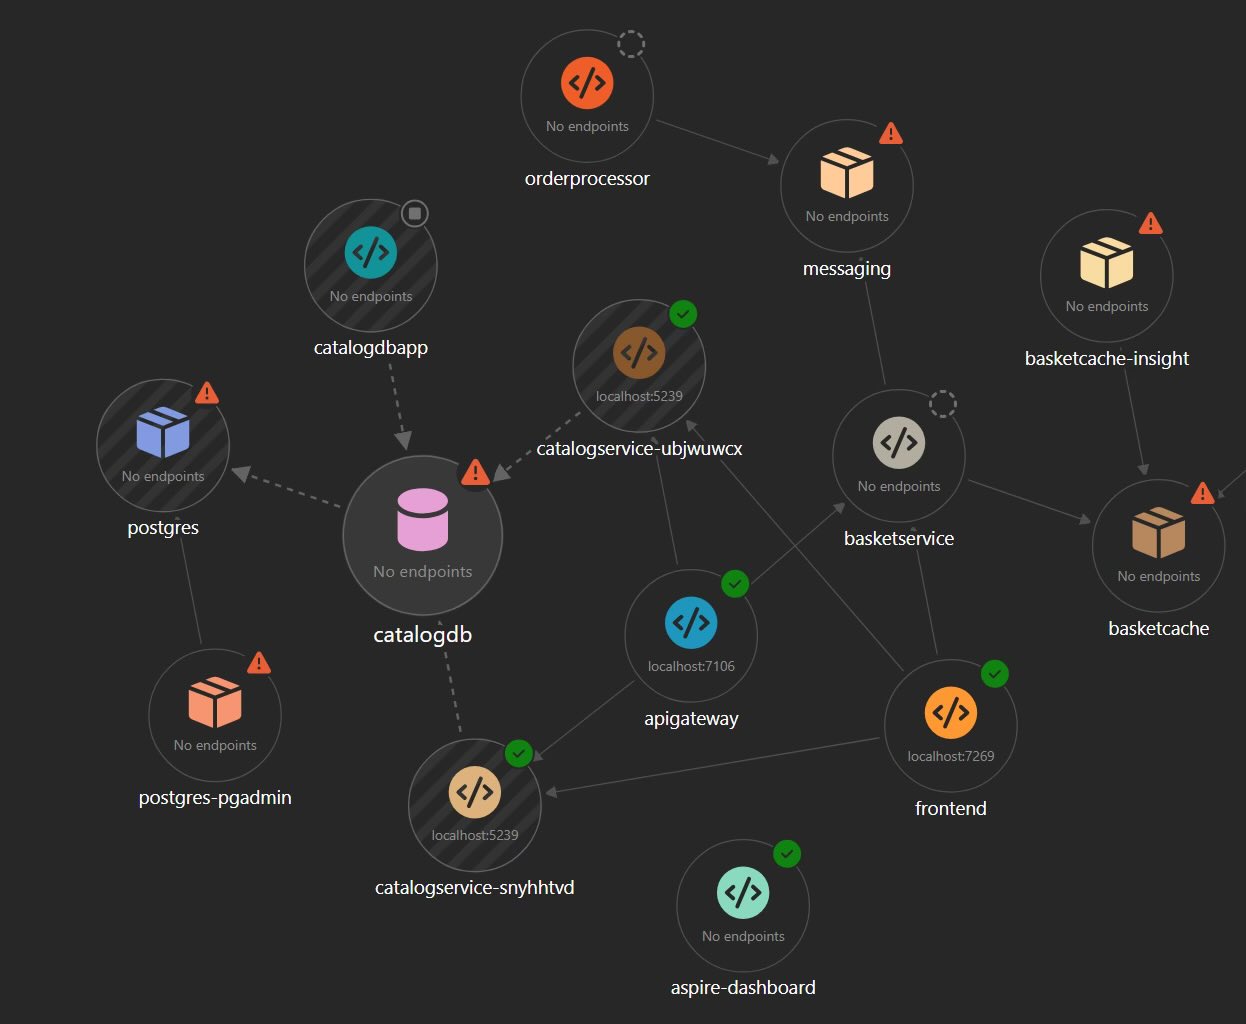 No endpoints
orderprocessor
No endpoints
messaging
No endpoints
catalogdbapp
No endpoints
basketcache-insight
localhost:5239
catalogservice-ubjwuwcx
No endpoints
postgres
No endpoints
basketservice
No endpoints
catalogdb
No endpoints
basketcache
localhost:7106
apigateway
No endpoints
postgres-pgadmin
localhost:7269
frontend
localhost:5239
catalogservice-snyhhtvd
No endpoints
aspire-dashboard